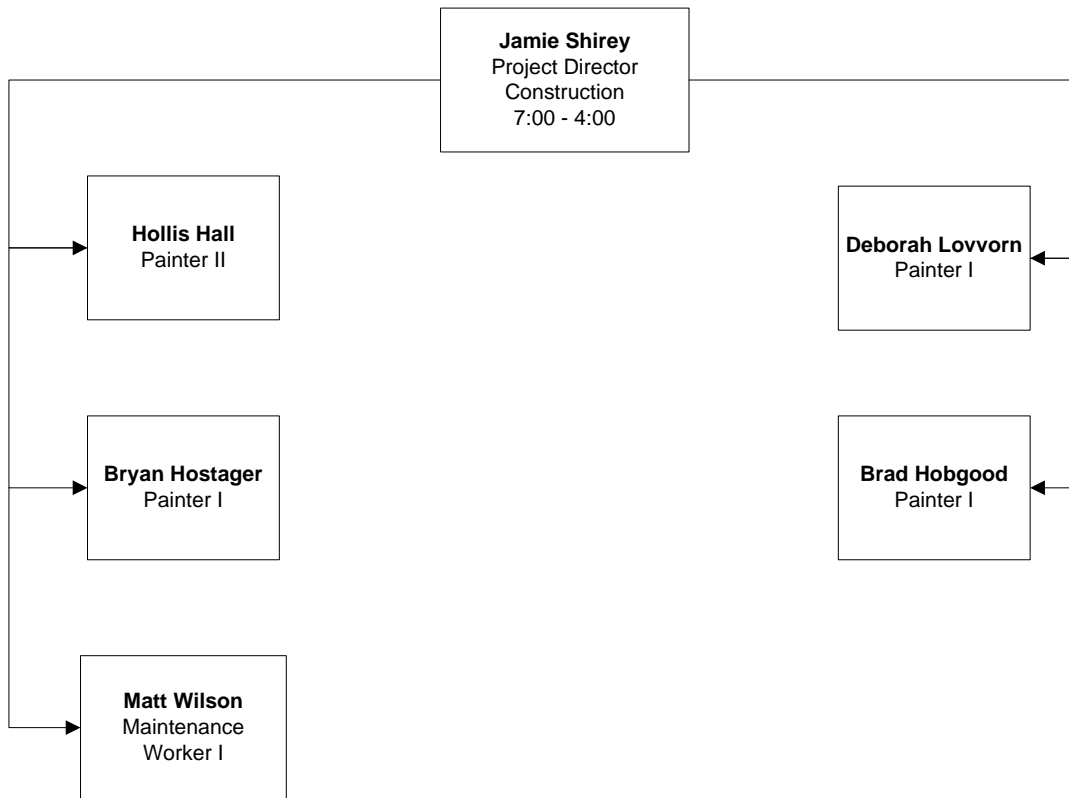 Jamie Shirey
Project Director
Construction
7:00 - 4:00
Hollis Hall
Painter II
Deborah Lovvorn
Painter I
Bryan Hostager
Painter I
Brad Hobgood
Painter I
Matt Wilson
Maintenance
Worker I